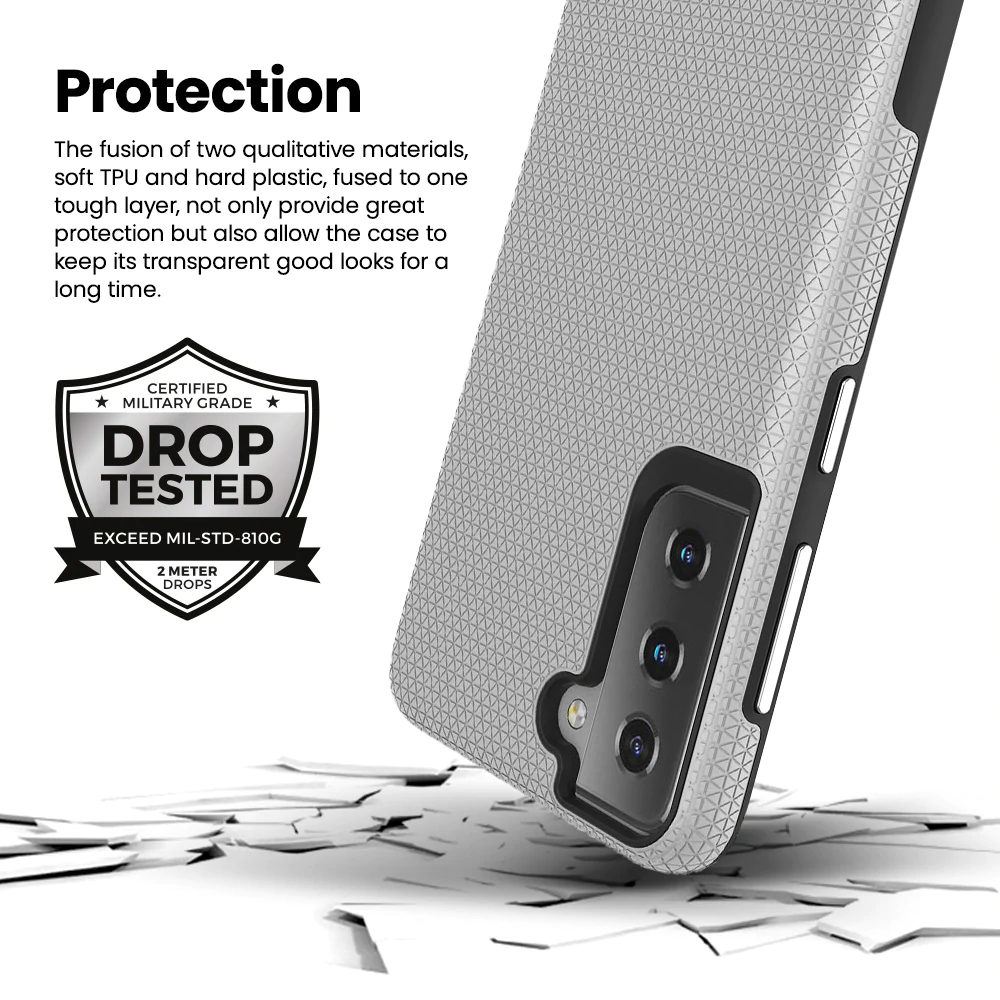 Protection
The fusion of two qualitative materials,
soft TPU and hard plastic, fused to one
tough layer, not only provide great
protection but also allow the case to
keep its transparent good looks for a
long time.
CERTIFIED
★ MILITARY GRADE ★
DROP
TESTED
EXCEED MIL-STD-810G
2 METER
DROPS